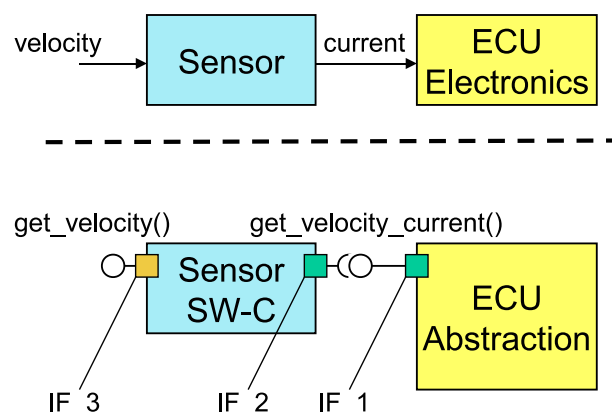 velocity
Sensor
current
ECU
Electronics
get_velocity()
get_velocity_current()
Sensor
SW-C
ECU
Abstraction
IF 3
IF 2
IF 1